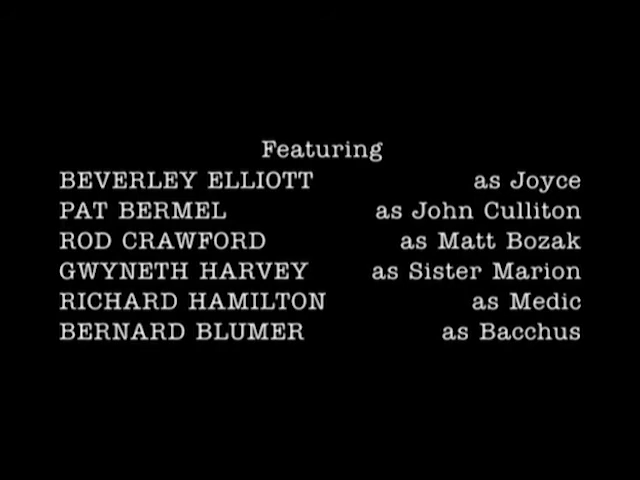 Featuring
BEVERLEY ELLIOTT as Joyce
PAT BERMEL as John Culliton
ROD CRAWFORD as Matt Bozak
GWYNETH HARVEY as Sister Marion
RICHARD HAMILTON as Medic
BERNARD BLUMER as Bacchus